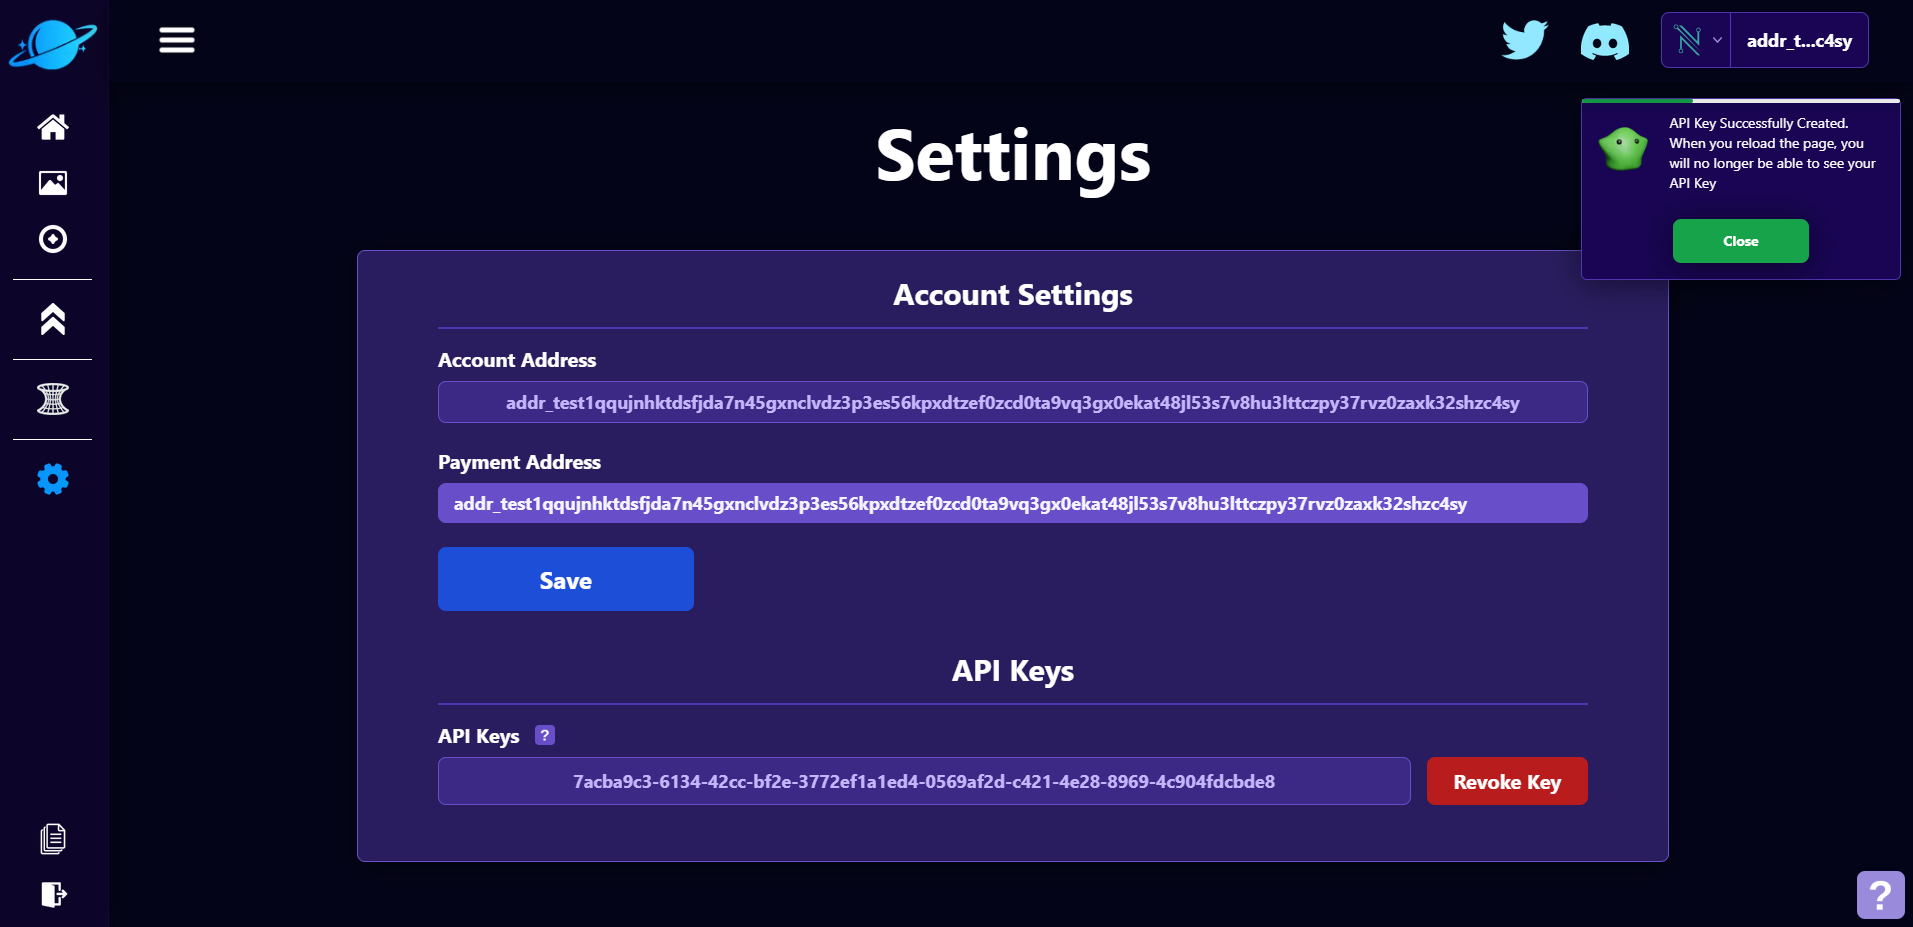 addr_t...c4sy
API Key Successfully Created.
When you reload the page, you
will no longer be able to see your
API Key
Close
Settings
Account Settings
Account Address
addr_test1qqujnhktdsfjda7n45gxnclvdz3p3es56kpxdtzef0zcd0ta9vq3gx0ekat48jl53s7v8hu3lttczpy37rvz0zaxk32shzc4sy
Payment Address
addr_test1qqujnhktdsfjda7n45gxnclvdz3p3es56kpxdtzef0zcd0ta9vq3gx0ekat48jl53s7v8hu3lttczpy37rvz0zaxk32shzc4sy
Save
API Keys
API Keys ?
7acba9c3-6134-42cc-bf2e-3772ef1a1ed4-0569af2d-c421-4e28-8969-4c904fdcbde8
Revoke Key
?